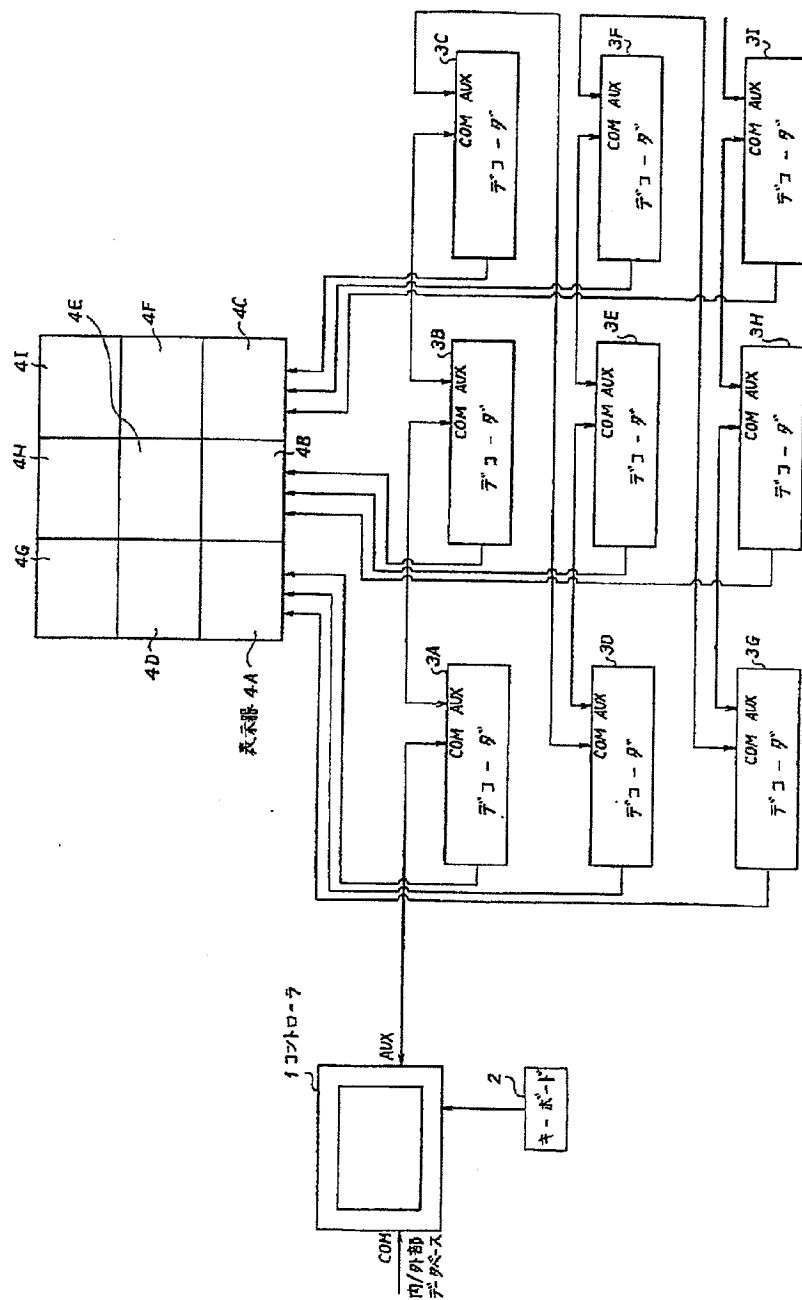 4G
4H
4I
4E
4F
4C
4D
4B
表示器 4A
3A
COM AUX
デコーダ
3B
COM AUX
デコーダ
3C
COM AUX
デコーダ
3D
COM AUX
デコーダ
3E
COM AUX
デコーダ
3F
COM AUX
デコーダ
3G
COM AUX
デコーダ
3H
COM AUX
デコーダ
3I
COM AUX
デコーダ
1 コントローラ
AUX
COM
内/外部
データベース
2
キーボード